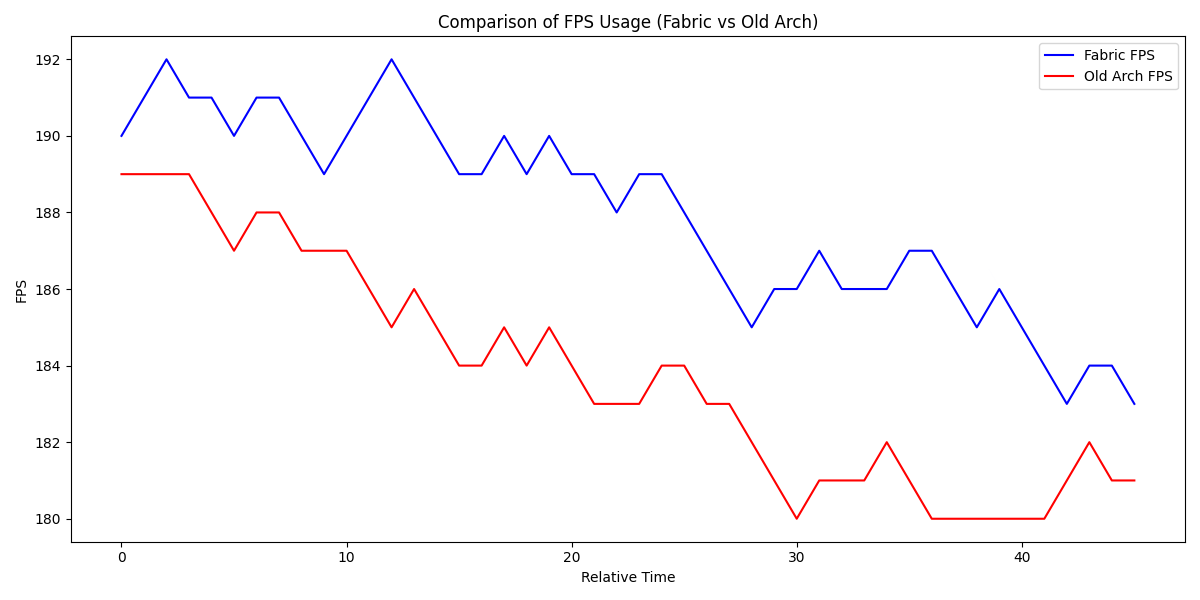 Comparison of FPS Usage (Fabric vs Old Arch)
Fabric FPS
Old Arch FPS
FPS
192
190
188
186
184
182
180
0 10 20 30 40
Relative Time